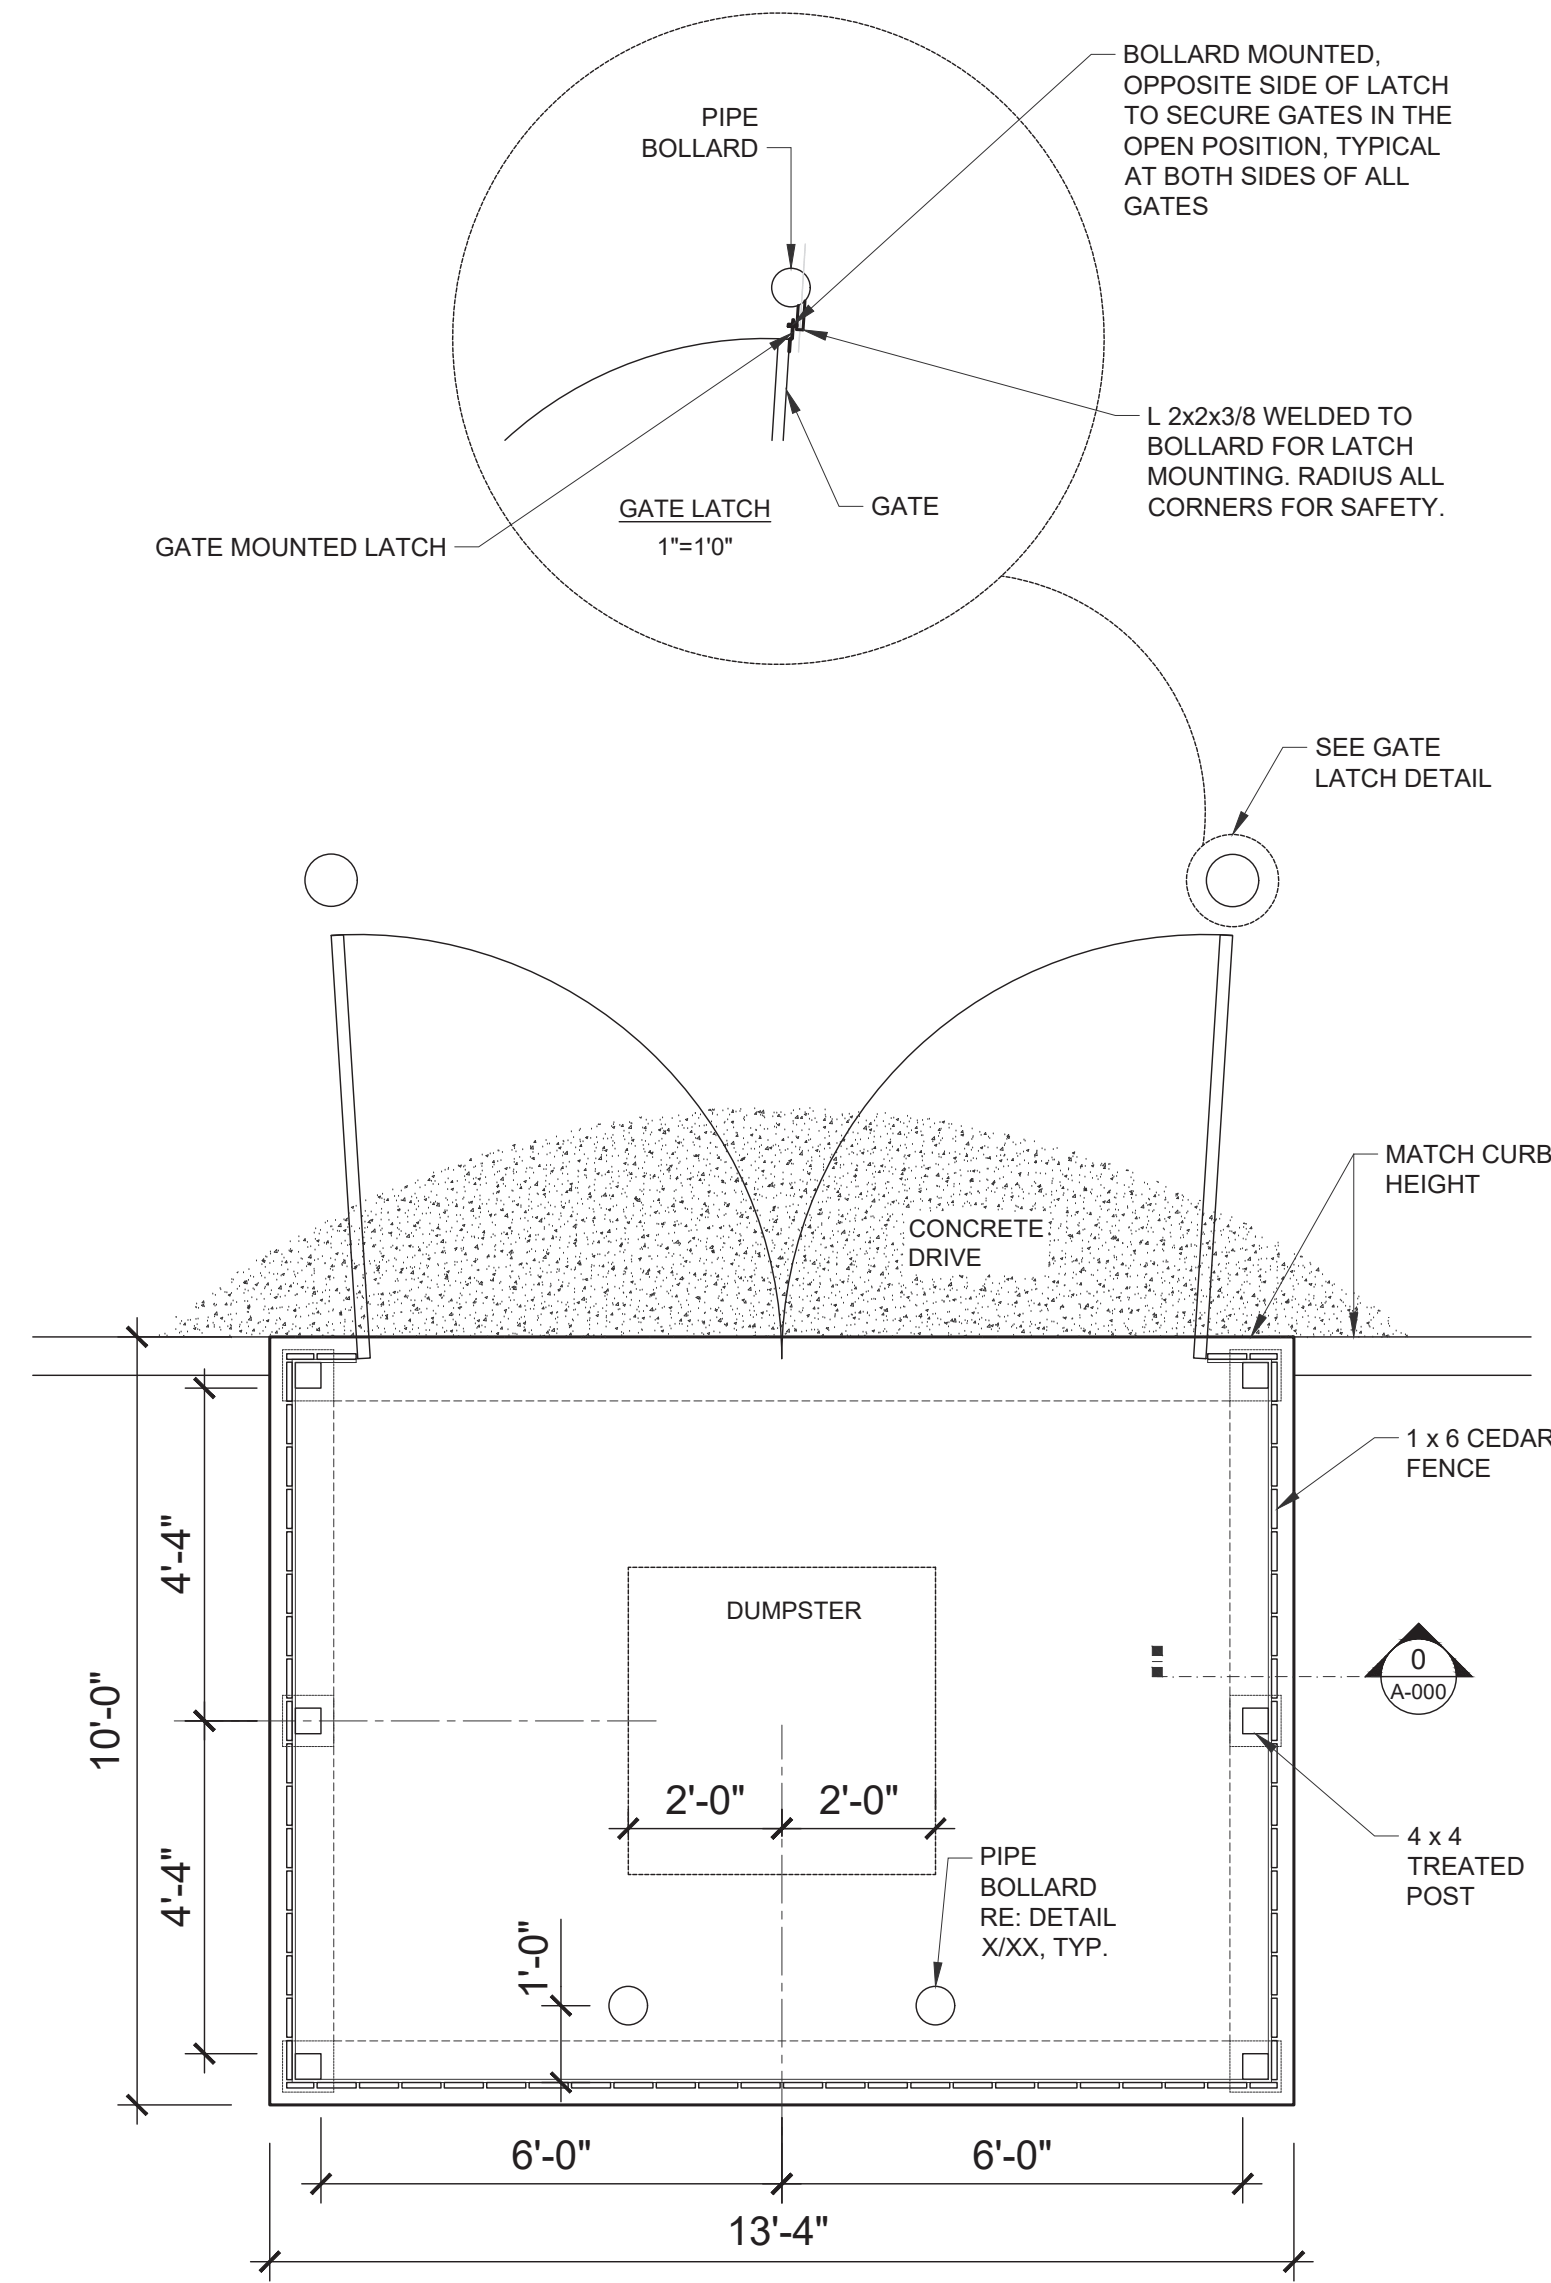 BOLLARD MOUNTED,
OPPOSITE SIDE OF LATCH
TO SECURE GATES IN THE
OPEN POSITION, TYPICAL
AT BOTH SIDES OF ALL
GATES
PIPE
BOLLARD
L 2x2x3/8 WELDED TO
BOLLARD FOR LATCH
MOUNTING. RADIUS ALL
CORNERS FOR SAFETY.
GATE LATCH
1"=1'0"
GATE
GATE MOUNTED LATCH
SEE GATE
LATCH DETAIL
MATCH CURB
HEIGHT
CONCRETE
DRIVE
1 x 6 CEDAR
FENCE
4'-4"
DUMPSTER
0
A-000
10'-0"
2'-0" 2'-0"
4 x 4
TREATED
POST
PIPE
BOLLARD
RE: DETAIL
X/XX, TYP.
4'-4"
1'-0"
6'-0" 6'-0"
13'-4"